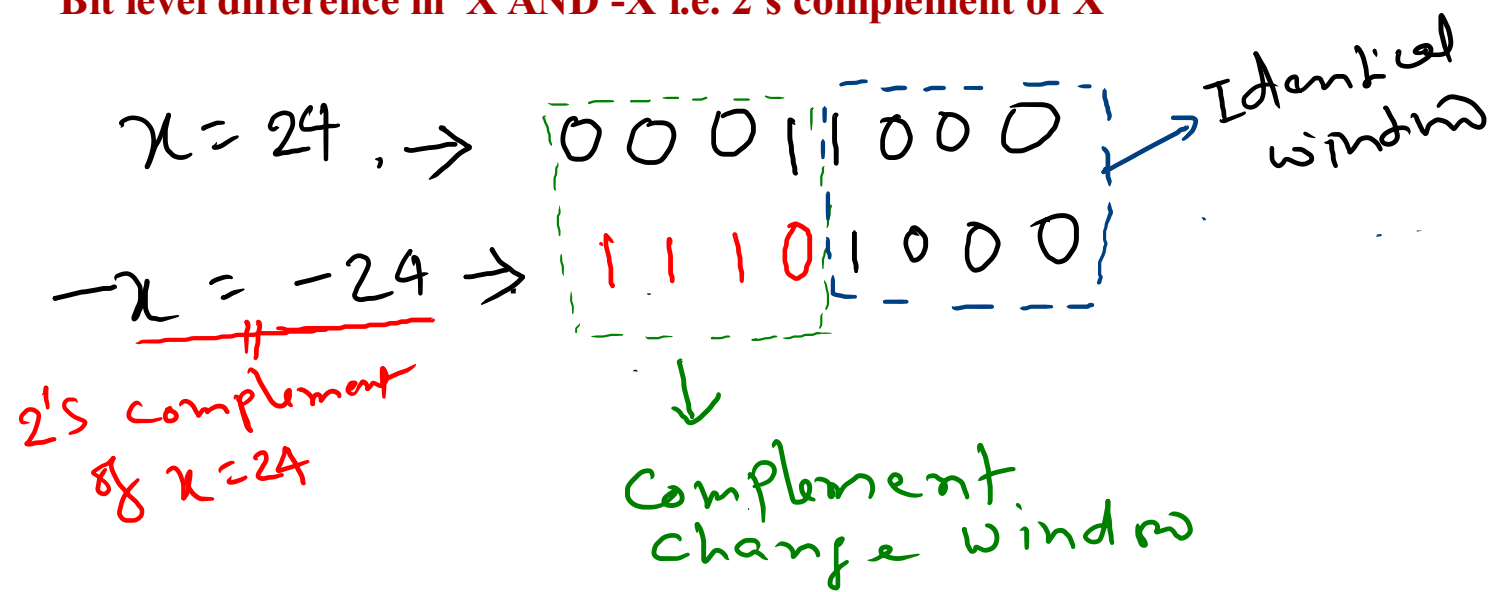 Bit level difference in X AND -X i.e. 2's complement of X
x = 24 . → 0 0 0 1 1 0 0 0
Identical
window
-x = -24 → 1 1 1 0 1 0 0 0
2's complement
of x = 24
Complement
change window